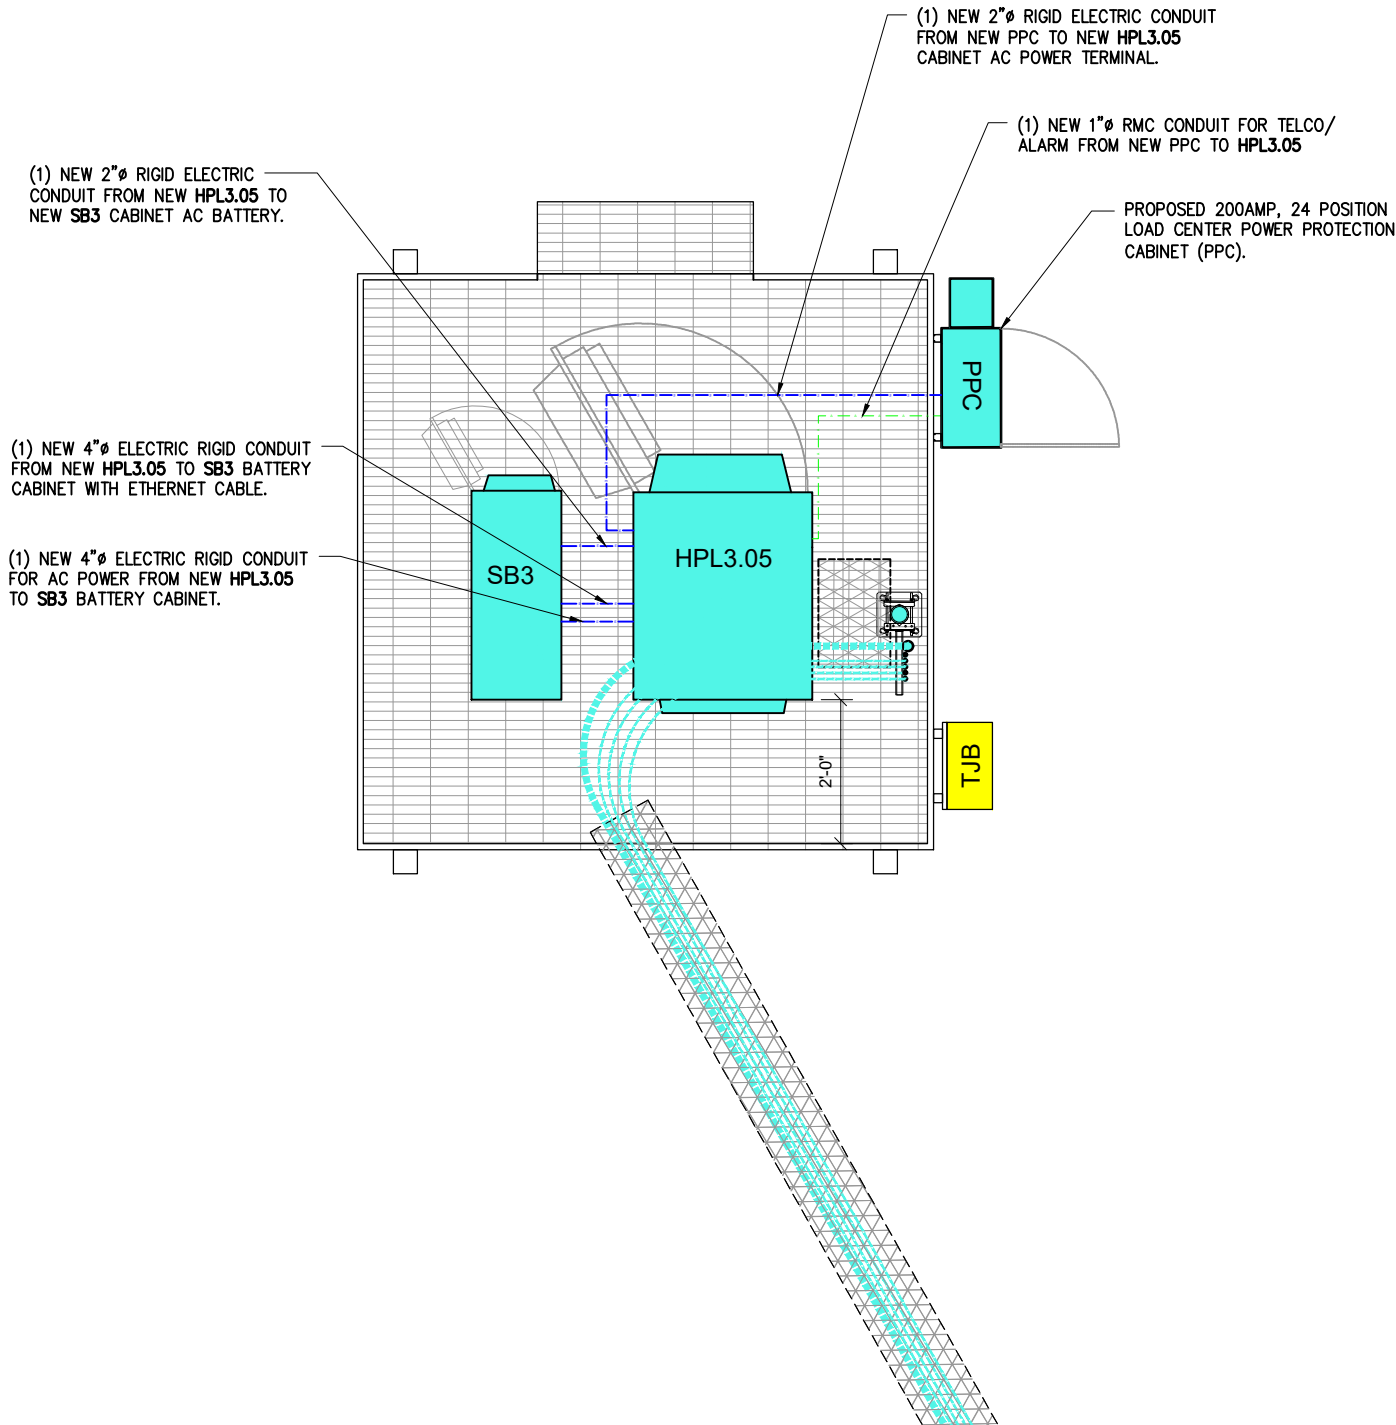 (1) NEW 2"ø RIGID ELECTRIC CONDUIT
FROM NEW PPC TO NEW HPL3.05
CABINET AC POWER TERMINAL.
(1) NEW 1"ø RMC CONDUIT FOR TELCO/
ALARM FROM NEW PPC TO HPL3.05
(1) NEW 2"ø RIGID ELECTRIC
CONDUIT FROM NEW HPL3.05 TO
NEW SB3 CABINET AC BATTERY.
PROPOSED 200AMP, 24 POSITION
LOAD CENTER POWER PROTECTION
CABINET (PPC).
PPC
(1) NEW 4"ø ELECTRIC RIGID CONDUIT
FROM NEW HPL3.05 TO SB3 BATTERY
CABINET WITH ETHERNET CABLE.
(1) NEW 4"ø ELECTRIC RIGID CONDUIT
FOR AC POWER FROM NEW HPL3.05
TO SB3 BATTERY CABINET.
SB3
HPL3.05
2'-0"
TJB